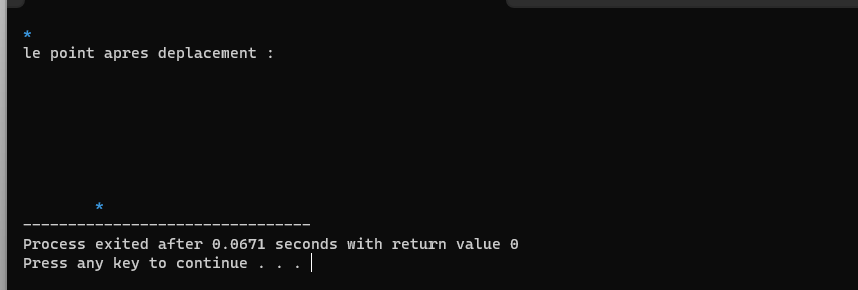 *
le point apres deplacement :
*
--------------------------------
Process exited after 0.0671 seconds with return value 0
Press any key to continue . . .